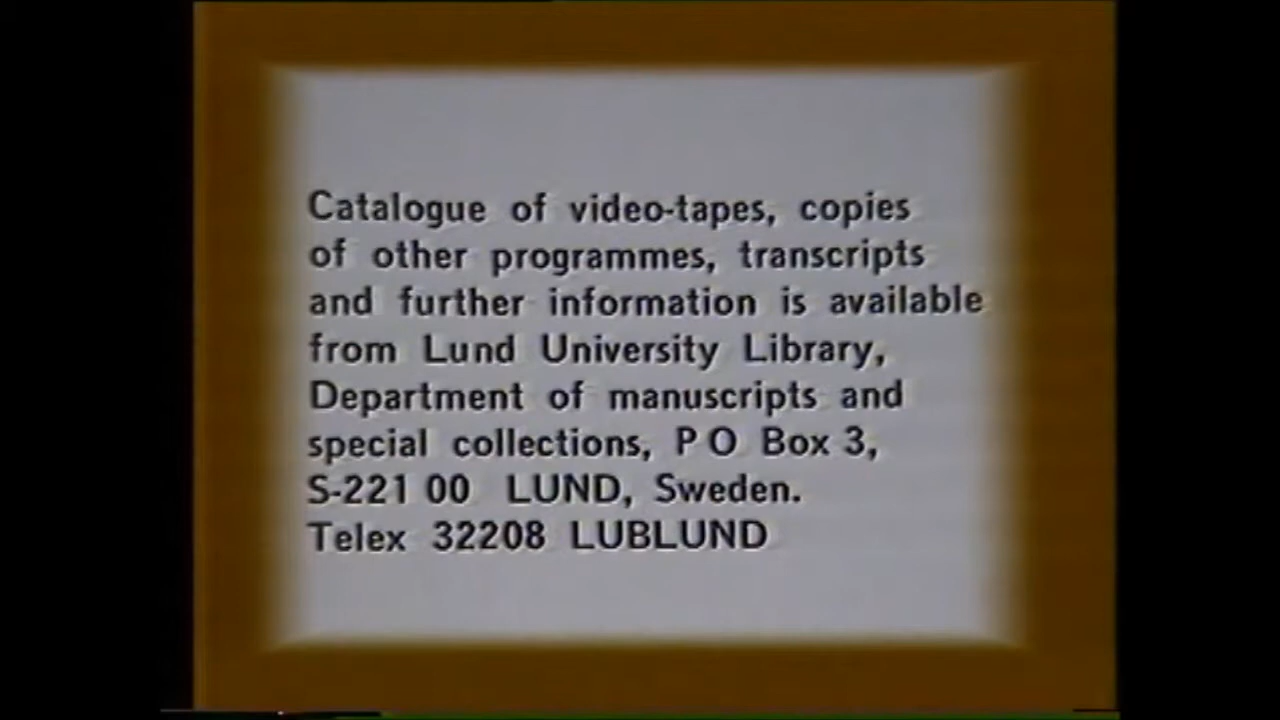 Catalogue of video-tapes, copies
of other programmes, transcripts
and further information is available
from Lund University Library,
Department of manuscripts and
special collections, P O Box 3,
S-221 00 LUND, Sweden.
Telex 32208 LUBLUND